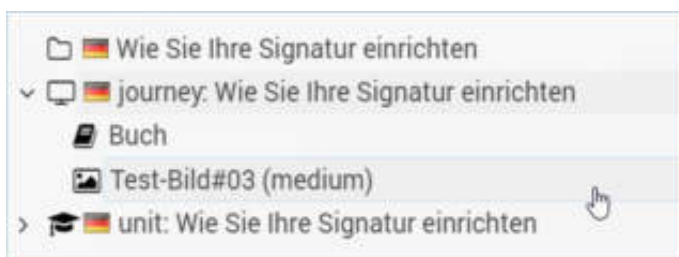 Wie Sie Ihre Signatur einrichten
journey: Wie Sie Ihre Signatur einrichten
Buch
Test-Bild#03 (medium)
unit: Wie Sie Ihre Signatur einrichten